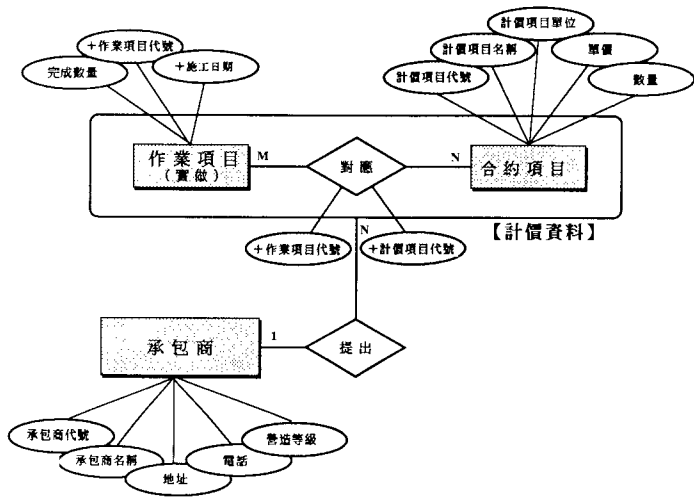 計價項目單位
＋作業項目代號
計價項目名稱
單價
完成數量
＋施工日期
計價項目代號
數量
作業項目
（實做）
M
對應
N
合約項目
＋作業項目代號
N
＋計價項目代號
【計價資料】
承包商
1
提出
承包商代號
承包商名稱
地址
電話
營造等級